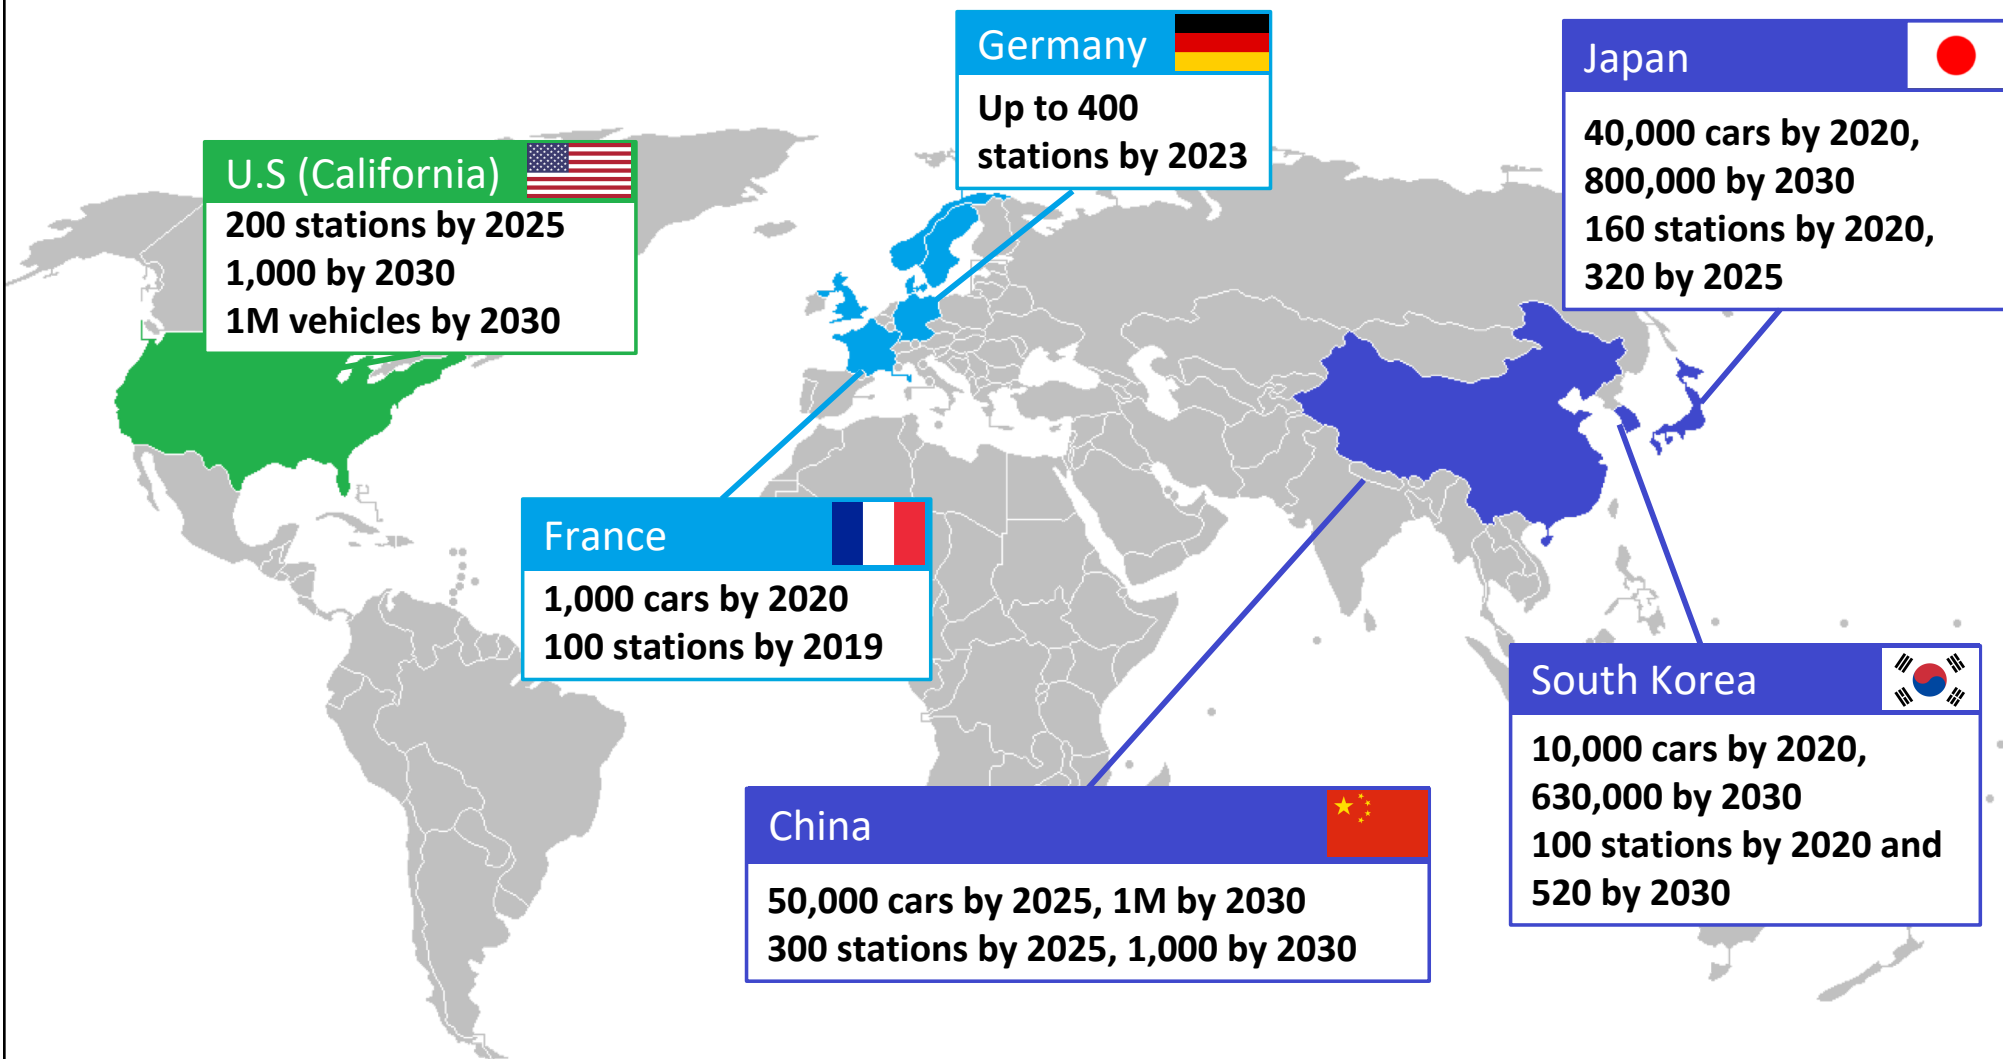 Germany
Up to 400
stations by 2023
Japan
40,000 cars by 2020,
800,000 by 2030
160 stations by 2020,
320 by 2025
U.S (California)
200 stations by 2025
1,000 by 2030
1M vehicles by 2030
France
1,000 cars by 2020
100 stations by 2019
South Korea
10,000 cars by 2020,
630,000 by 2030
100 stations by 2020 and
520 by 2030
China
50,000 cars by 2025, 1M by 2030
300 stations by 2025, 1,000 by 2030